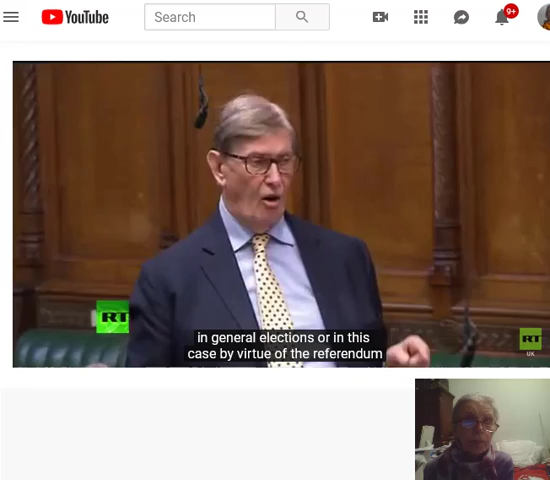 YouTube
Search
9+
RT
RT
UK
in general elections or in this
case by virtue of the referendum